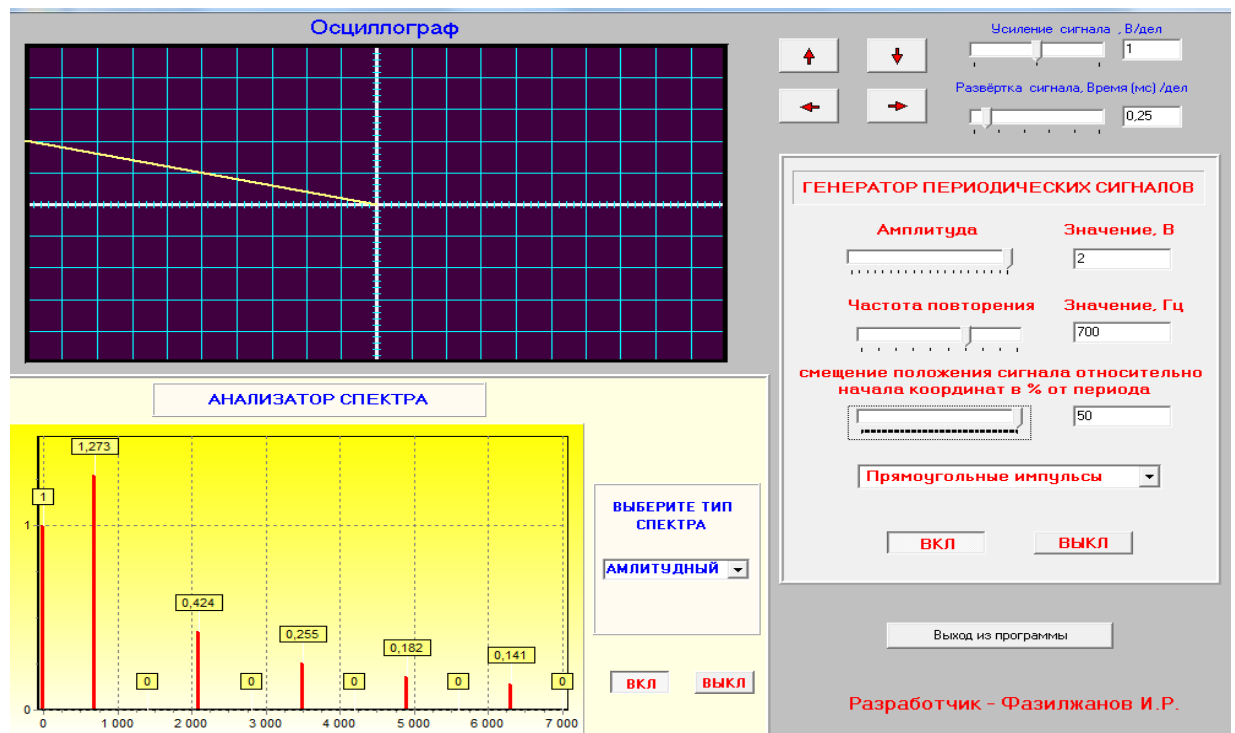 Осциллограф
Усиление сигнала , В/дел
1
Развёртка сигнала, Время (мс) /дел
0,25
ГЕНЕРАТОР ПЕРИОДИЧЕСКИХ СИГНАЛОВ
Амплитуда Значение, В
2
Частота повторения Значение, Гц
700
смещение положения сигнала относительно
начала координат в % от периода
50
Прямоугольные импульсы
ВКЛ ВЫКЛ
Выход из программы
Разработчик - Фазилжанов И.Р.
АНАЛИЗАТОР СПЕКТРА
1,273
1
1
0,424
0,255
0,182
0,141
0 0 0 0 0
0
0 1 000 2 000 3 000 4 000 5 000 6 000 7 000
ВЫБЕРИТЕ ТИП
СПЕКТРА
АМЛИТУДНЫЙ
ВКЛ ВЫКЛ